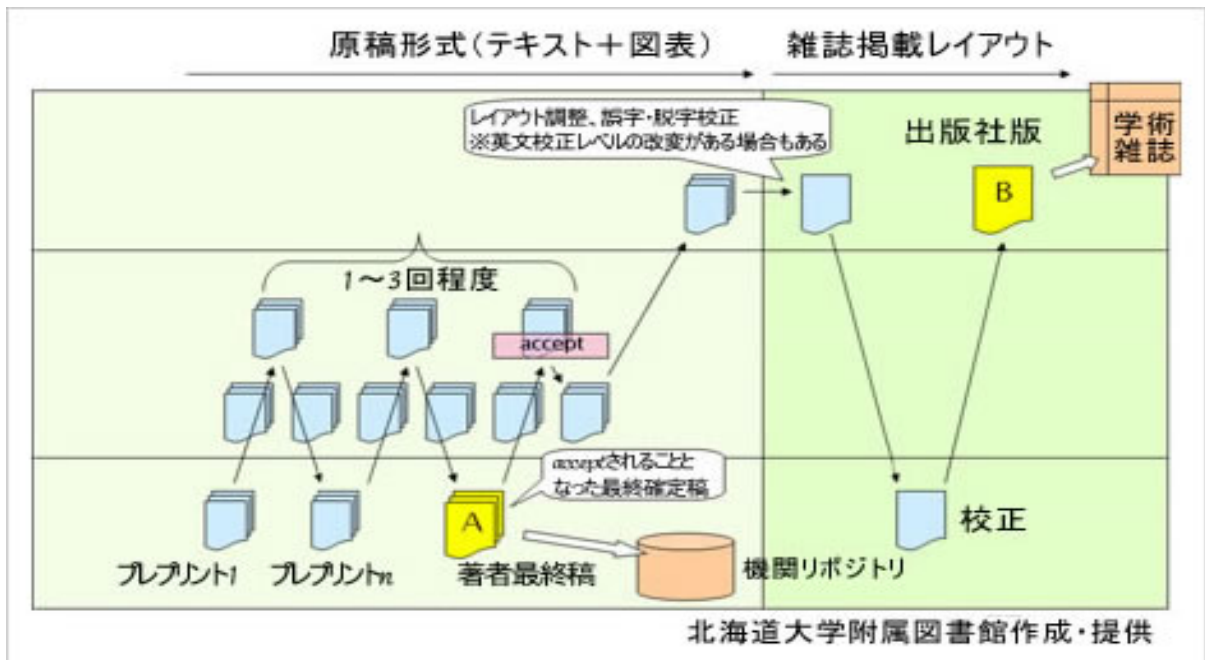 原稿形式(テキスト+図表)
雑誌掲載レイアウト
レイアウト調整、誤字・脱字校正
※英文校正レベルの改変がある場合もある
出版社版
学術
雑誌
B
1~3回程度
accept
acceptされることと
なった最終確定稿
A
校正
プレプリント1
プレプリントn
著者最終稿
機関リポジトリ
北海道大学附属図書館作成・提供